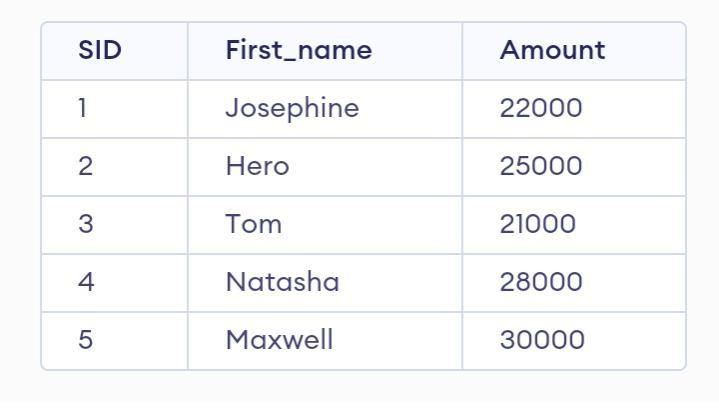 SID First_name Amount
1 Josephine 22000
2 Hero 25000
3 Tom 21000
4 Natasha 28000
5 Maxwell 30000